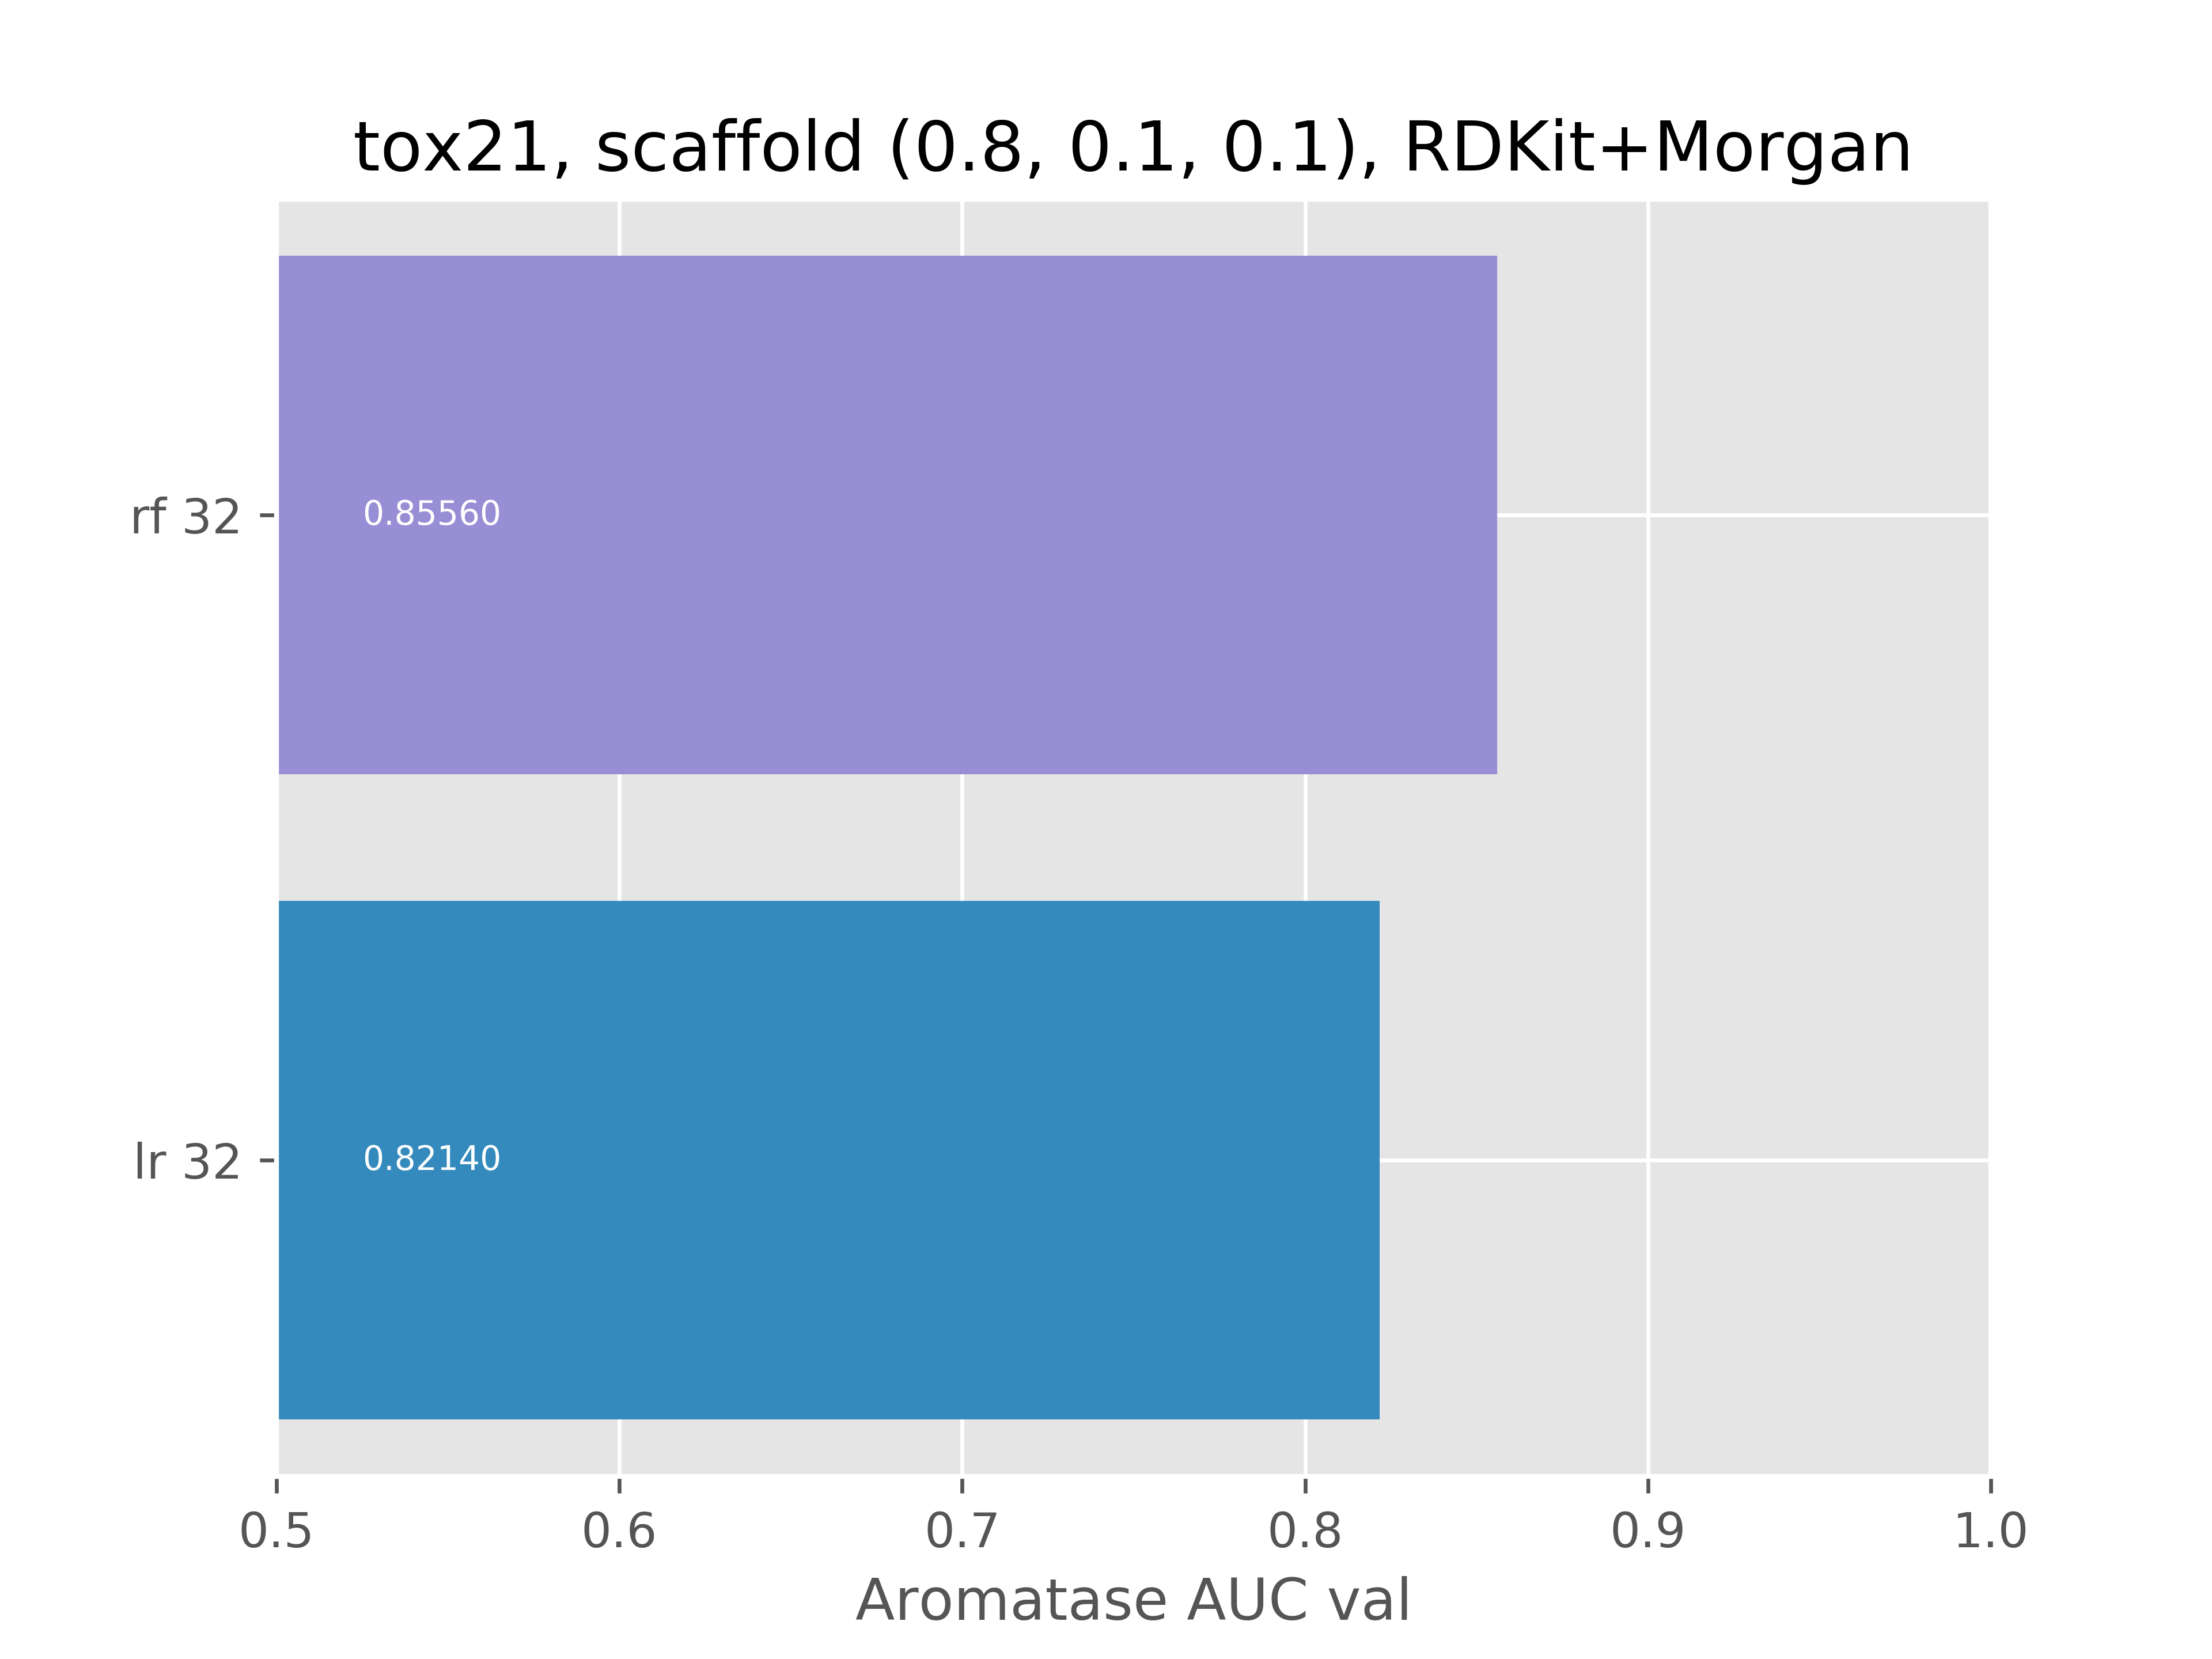 tox21, scaffold (0.8, 0.1, 0.1), RDKit+Morgan
rf 32
0.85560
lr 32
0.82140
0.5 0.6 0.7 0.8 0.9 1.0
Aromatase AUC val